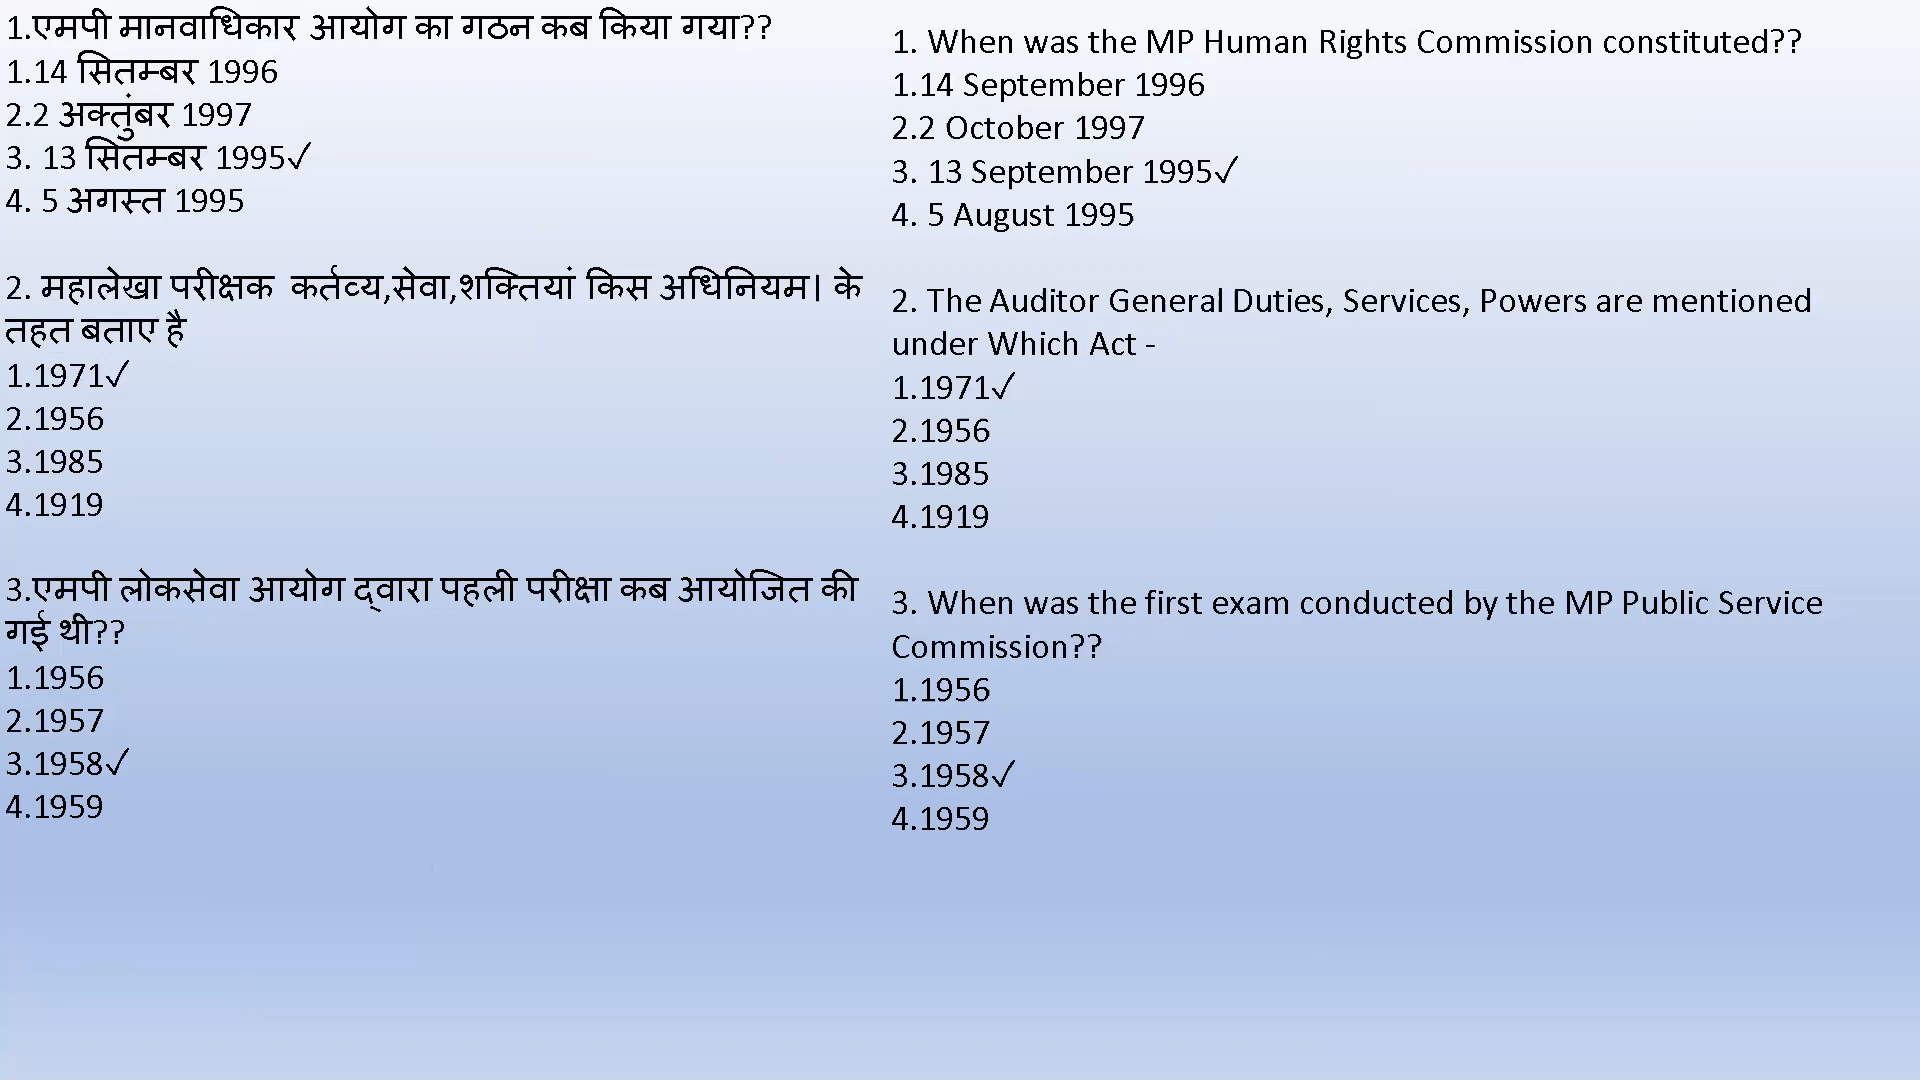 1.एमपी मानवाधिकार आयोग का गठन कब किया गया??
1.14 सितम्बर 1996
2.2 अक्तुंबर 1997
3. 13 सितम्बर 1995✓
4. 5 अगस्त 1995
2. महालेखा परीक्षक कर्तव्य,सेवा,शक्तियां किस अधिनियम। के
तहत बताए है
1.1971✓
2.1956
3.1985
4.1919
3.एमपी लोकसेवा आयोग द्वारा पहली परीक्षा कब आयोजित की
गई थी??
1.1956
2.1957
3.1958✓
4.1959
1. When was the MP Human Rights Commission constituted??
1.14 September 1996
2.2 October 1997
3. 13 September 1995✓
4. 5 August 1995
2. The Auditor General Duties, Services, Powers are mentioned
under Which Act -
1.1971✓
2.1956
3.1985
4.1919
3. When was the first exam conducted by the MP Public Service
Commission??
1.1956
2.1957
3.1958✓
4.1959